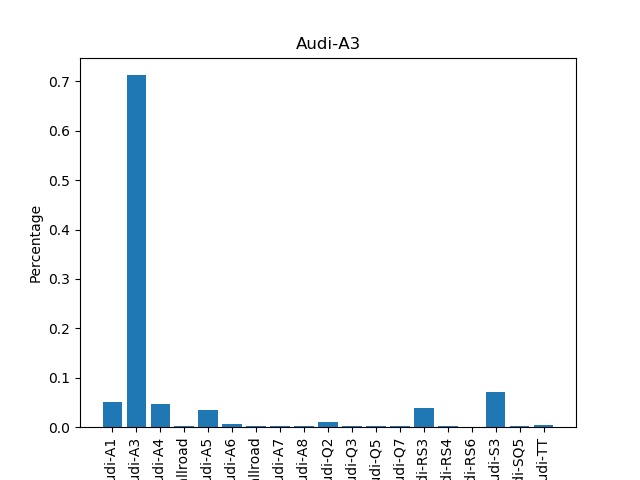 Audi-A3
Percentage
0.7
0.6
0.5
0.4
0.3
0.2
0.1
0.0
udi-A1
udi-A3
udi-A4
llroad
udi-A5
udi-A6
llroad
udi-A7
udi-A8
udi-Q2
udi-Q3
udi-Q5
udi-Q7
di-RS3
di-RS4
di-RS6
udi-S3
di-SQ5
udi-TT